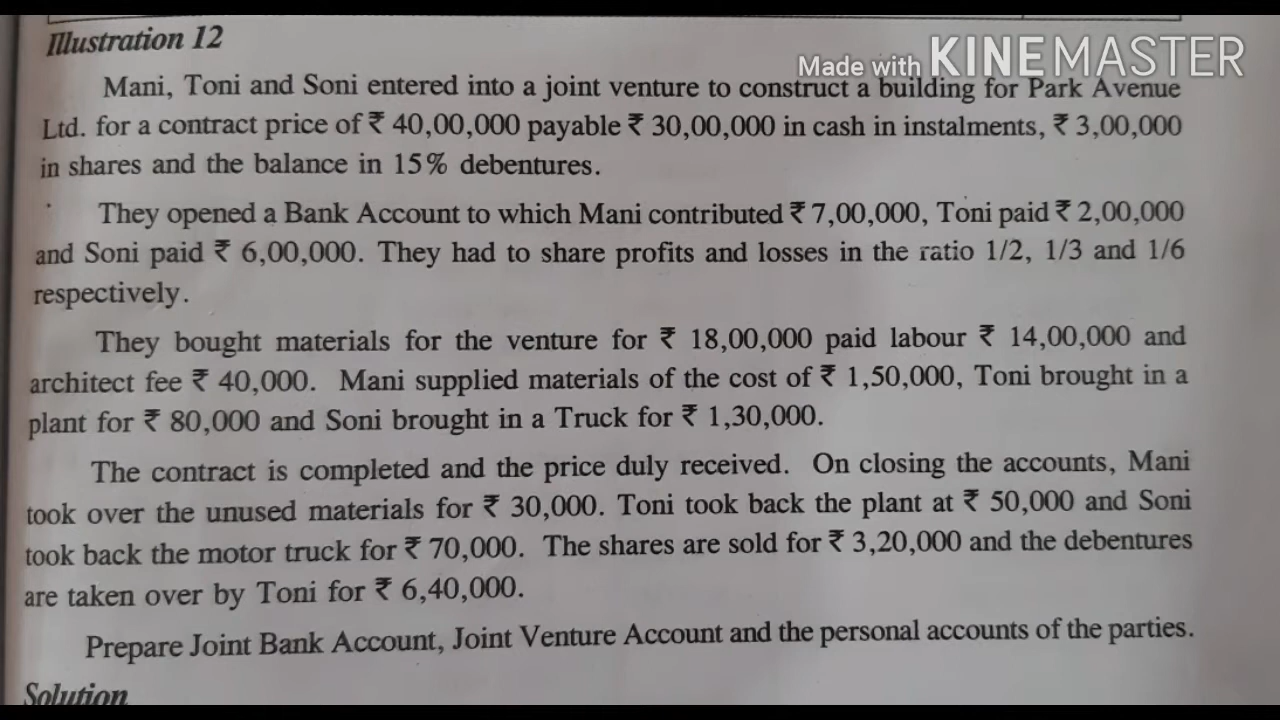 Illustration 12
Made with KINEMASTER
Mani, Toni and Soni entered into a joint venture to construct a building for Park Avenue
Ltd. for a contract price of ₹ 40,00,000 payable ₹ 30,00,000 in cash in instalments, ₹ 3,00,000
in shares and the balance in 15% debentures.
They opened a Bank Account to which Mani contributed ₹ 7,00,000, Toni paid ₹ 2,00,000
and Soni paid ₹ 6,00,000. They had to share profits and losses in the ratio 1/2, 1/3 and 1/6
respectively.
They bought materials for the venture for ₹ 18,00,000 paid labour ₹ 14,00,000 and
architect fee ₹ 40,000. Mani supplied materials of the cost of ₹ 1,50,000, Toni brought in a
plant for ₹ 80,000 and Soni brought in a Truck for ₹ 1,30,000.
The contract is completed and the price duly received. On closing the accounts, Mani
took over the unused materials for ₹ 30,000. Toni took back the plant at ₹ 50,000 and Soni
took back the motor truck for ₹ 70,000. The shares are sold for ₹ 3,20,000 and the debentures
are taken over by Toni for ₹ 6,40,000.
Prepare Joint Bank Account, Joint Venture Account and the personal accounts of the parties.
Solution